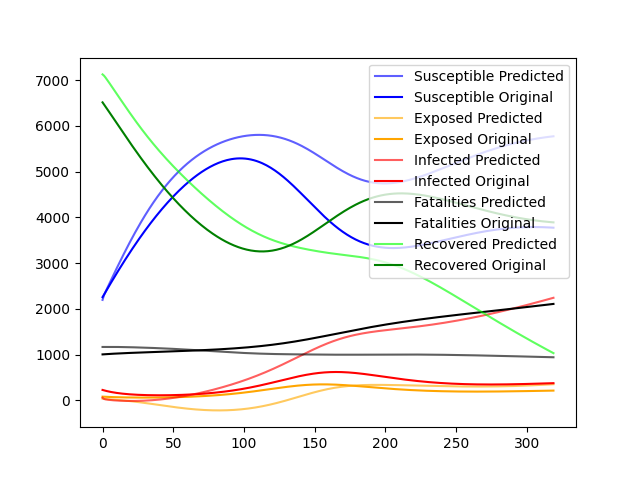 7000
6000
5000
4000
3000
2000
1000
0
0 50 100 150 200 250 300
Susceptible Predicted
Susceptible Original
Exposed Predicted
Exposed Original
Infected Predicted
Infected Original
Fatalities Predicted
Fatalities Original
Recovered Predicted
Recovered Original